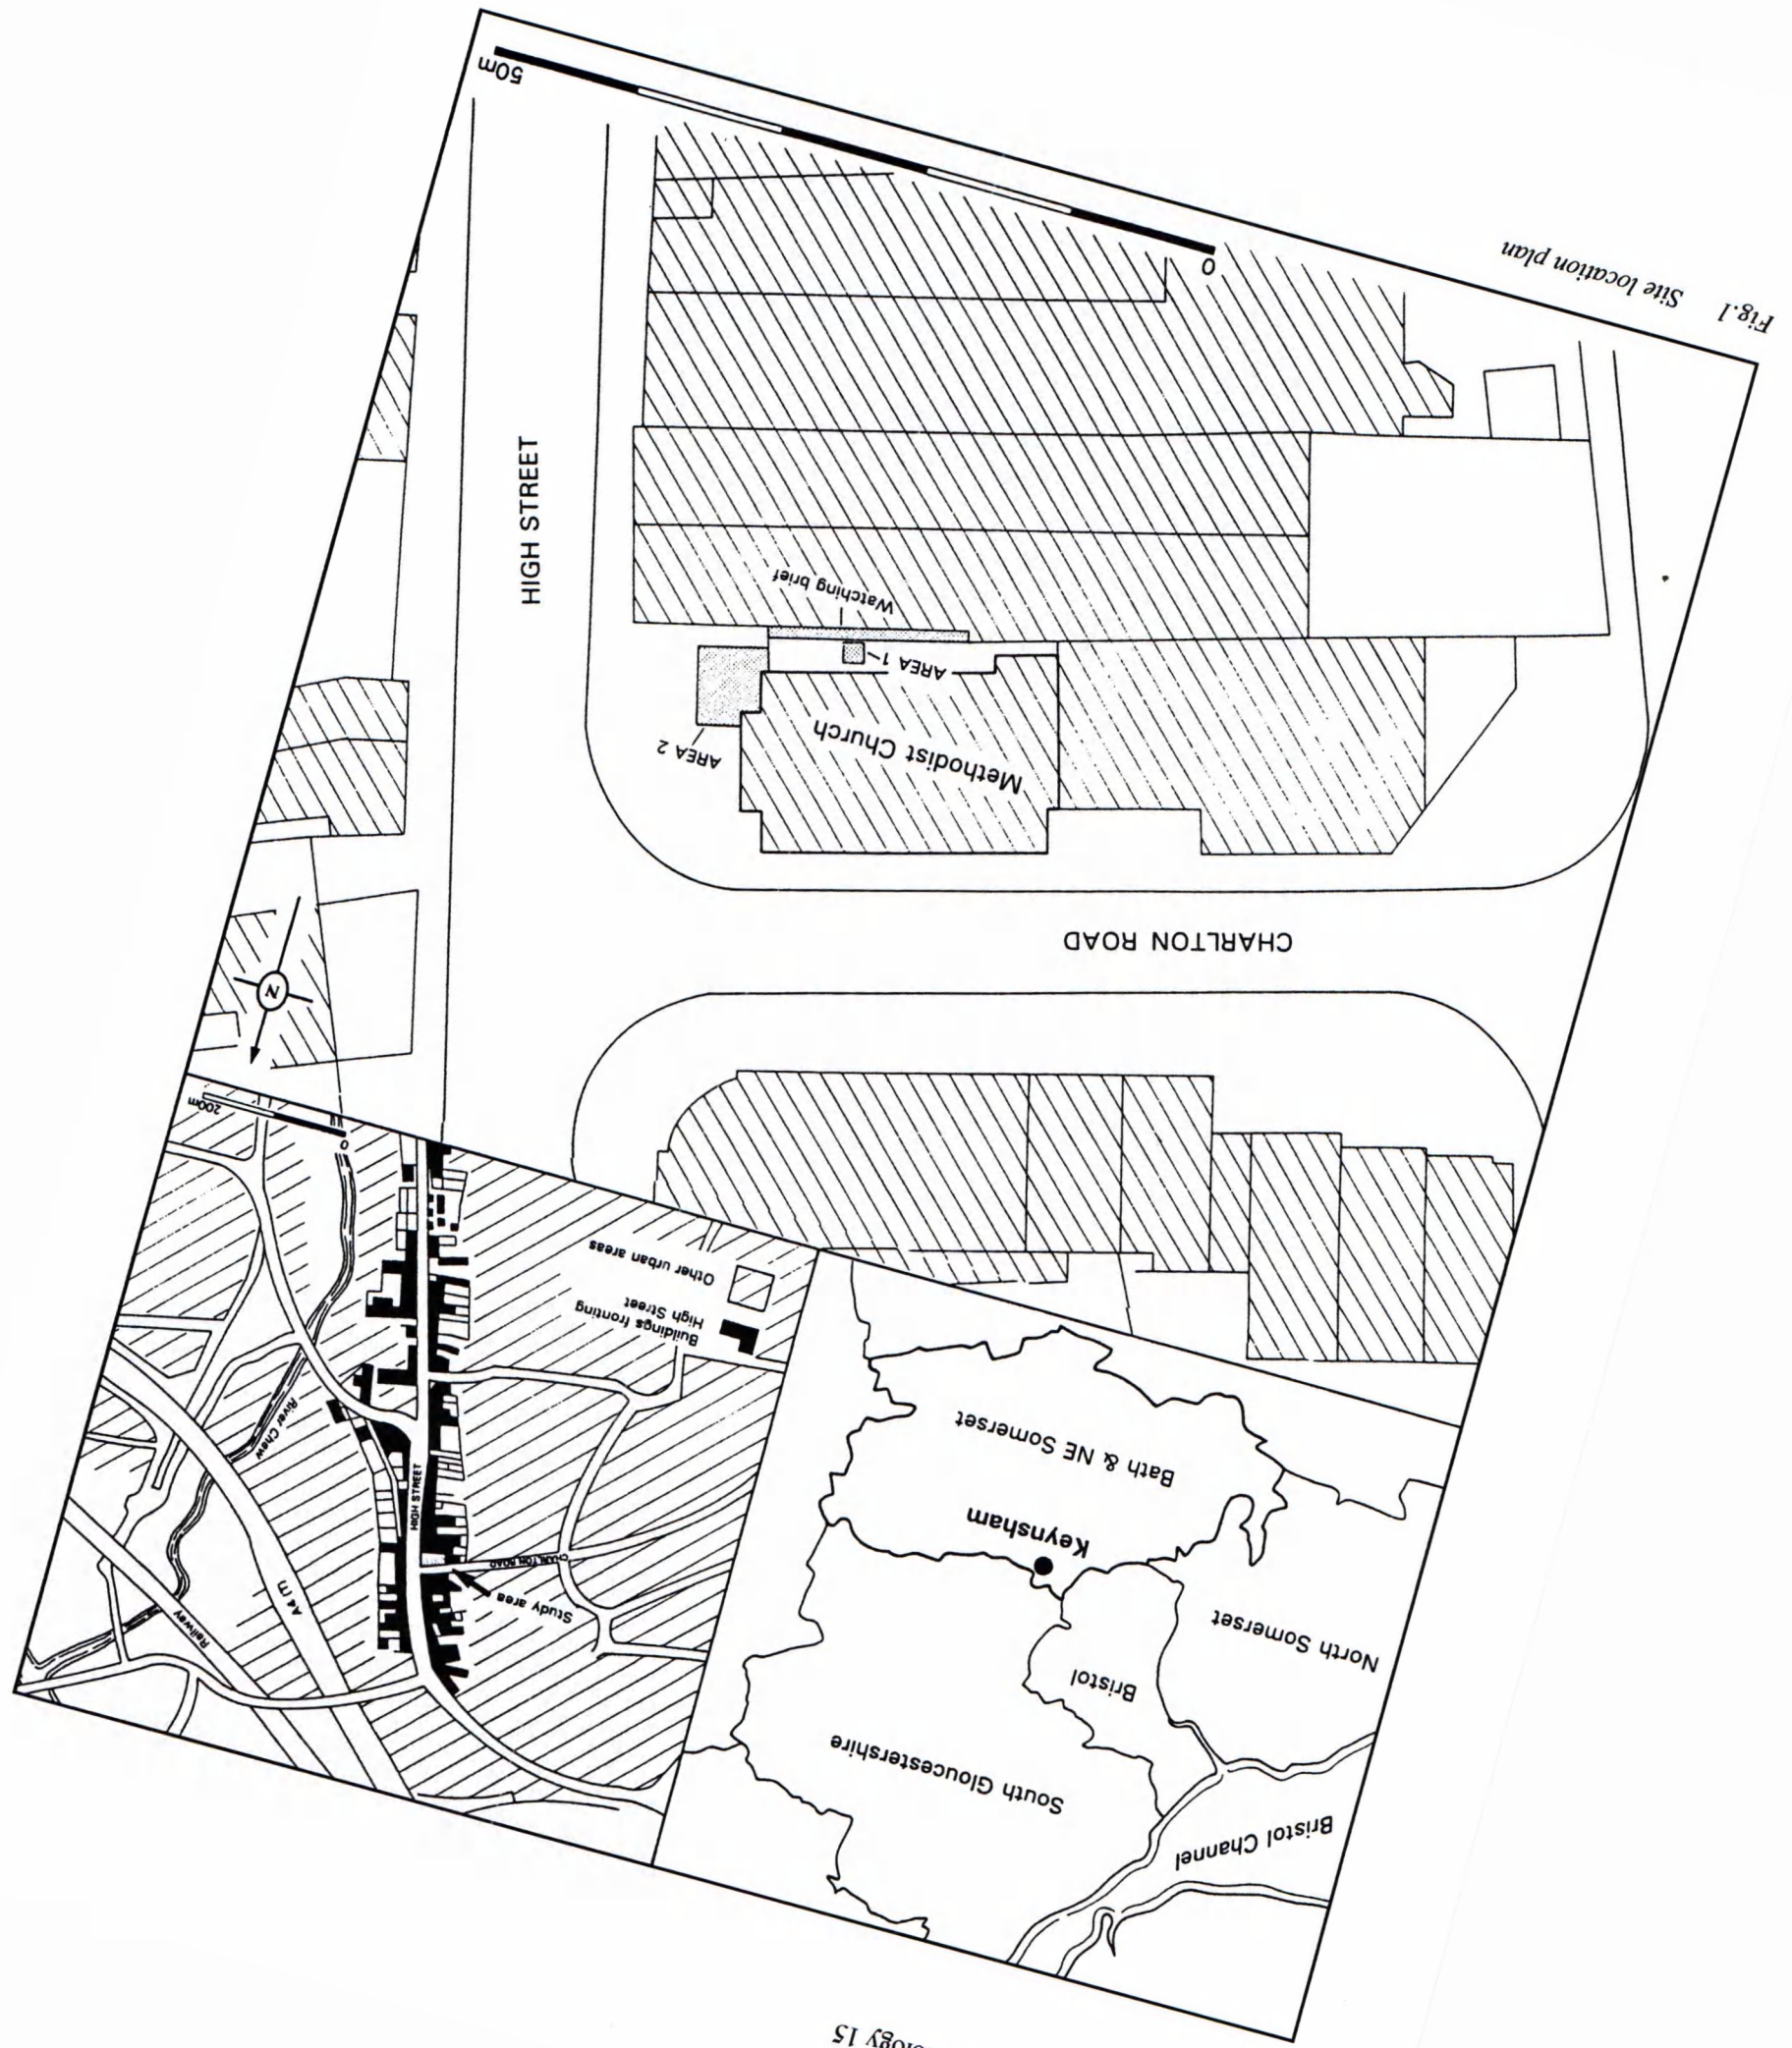 ology 15
Bristol Channel
South Gloucestershire
Bristol
North Somerset
Keynsham
Bath & NE Somerset
Railway
A4 (T)
Study area
CHARLTON ROAD
HIGH STREET
River Chew
Buildings fronting
High Street
Other urban areas
0
200m
N
CHARLTON ROAD
HIGH STREET
Methodist Church
AREA 2
AREA 1
Watching brief
0
50m
Fig.1 Site location plan